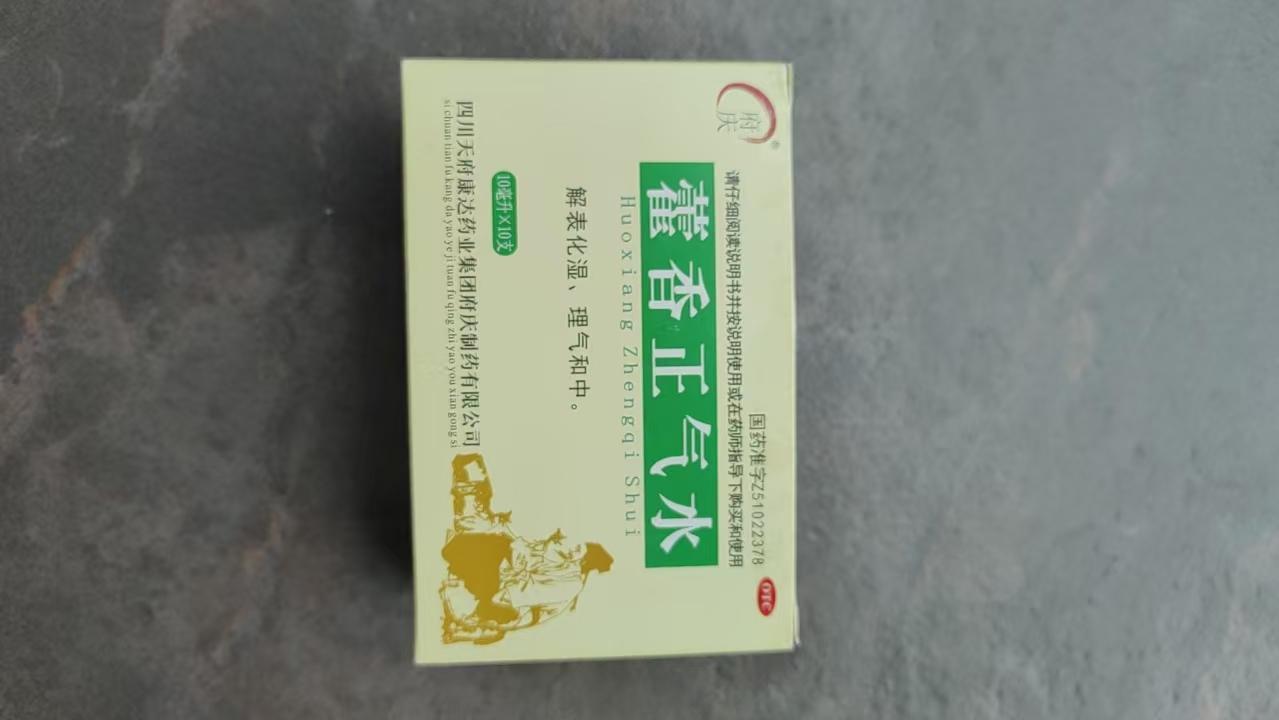 国药准字Z51022378
OTC
府庆
®
请仔细阅读说明书并按说明使用或在药师指导下购买和使用
藿香正气水
Huoxiang Zhengqi Shui
解表化湿、理气和中。
10毫升×10支
四川天府康达药业集团府庆制药有限公司
si chuan tian fu kang da yao ye ji tuan fu qing zhi yao you xian gong si